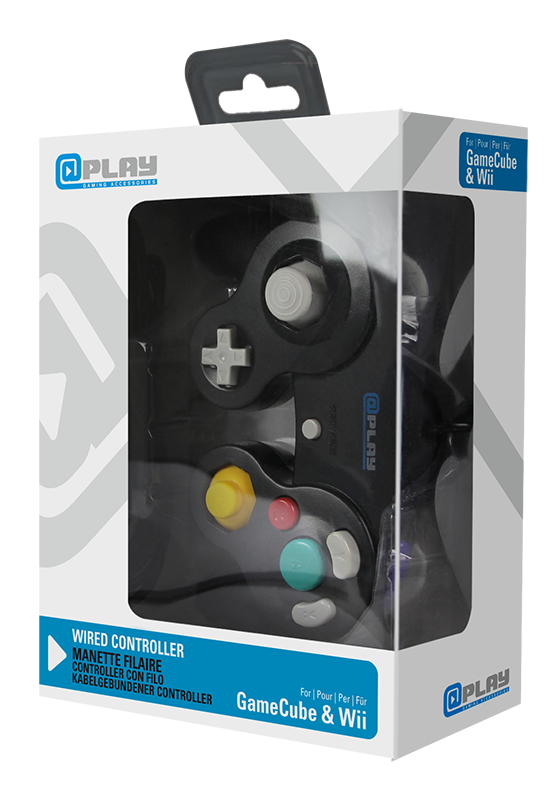 @PLAY
GAMING ACCESSORIES
For | Pour | Per | Für
GameCube
& Wii
@PLAY
WIRED CONTROLLER
MANETTE FILAIRE
CONTROLLER CON FILO
KABELGEBUNDENER CONTROLLER
For | Pour | Per | Für
GameCube & Wii
@PLAY
GAMING ACCESSORIES